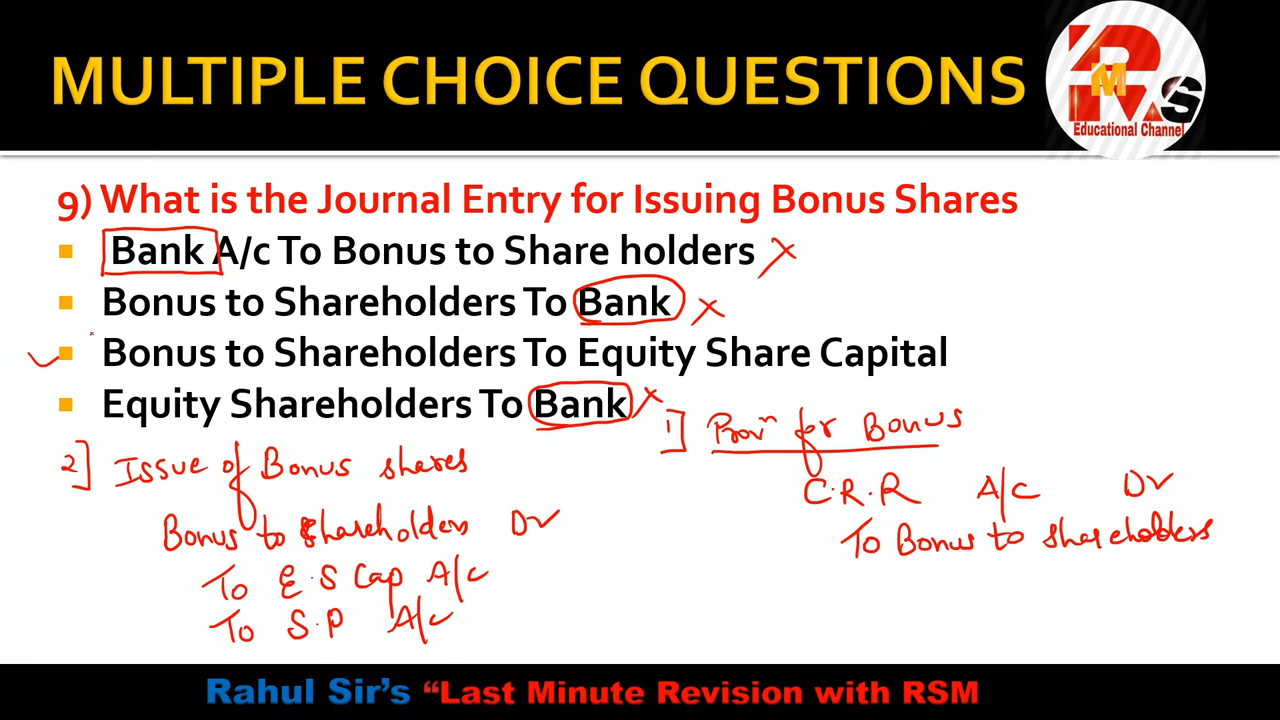 MULTIPLE CHOICE QUESTIONS
RMS
Educational Channel
9) What is the Journal Entry for Issuing Bonus Shares
Bank A/c To Bonus to Share holders
Bonus to Shareholders To Bank
Bonus to Shareholders To Equity Share Capital
Equity Shareholders To Bank
1] Provn for Bonus
C.R.R A/c Dr
To Bonus to shareholders
2] Issue of Bonus shares
Bonus to shareholders Dr
To E.S Cap A/c
To S.P A/c
Rahul Sir's "Last Minute Revision with RSM